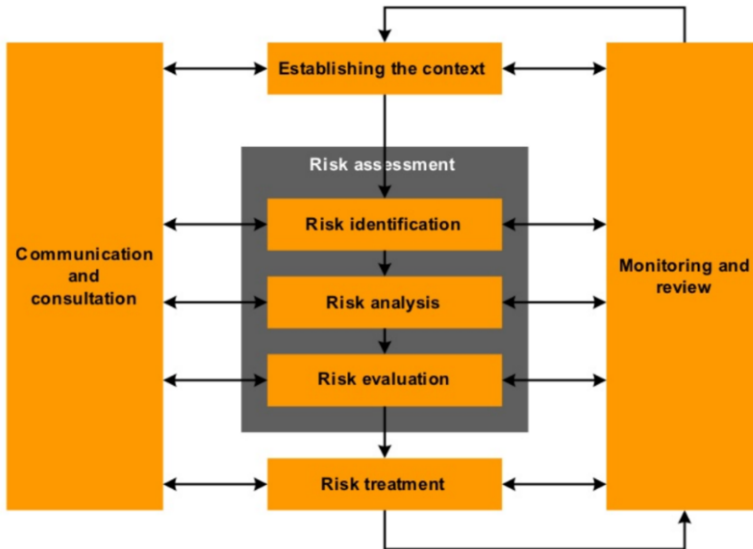 Establishing the context
Risk assessment
Risk identification
Communication
and
consultation
Monitoring and
review
Risk analysis
Risk evaluation
Risk treatment